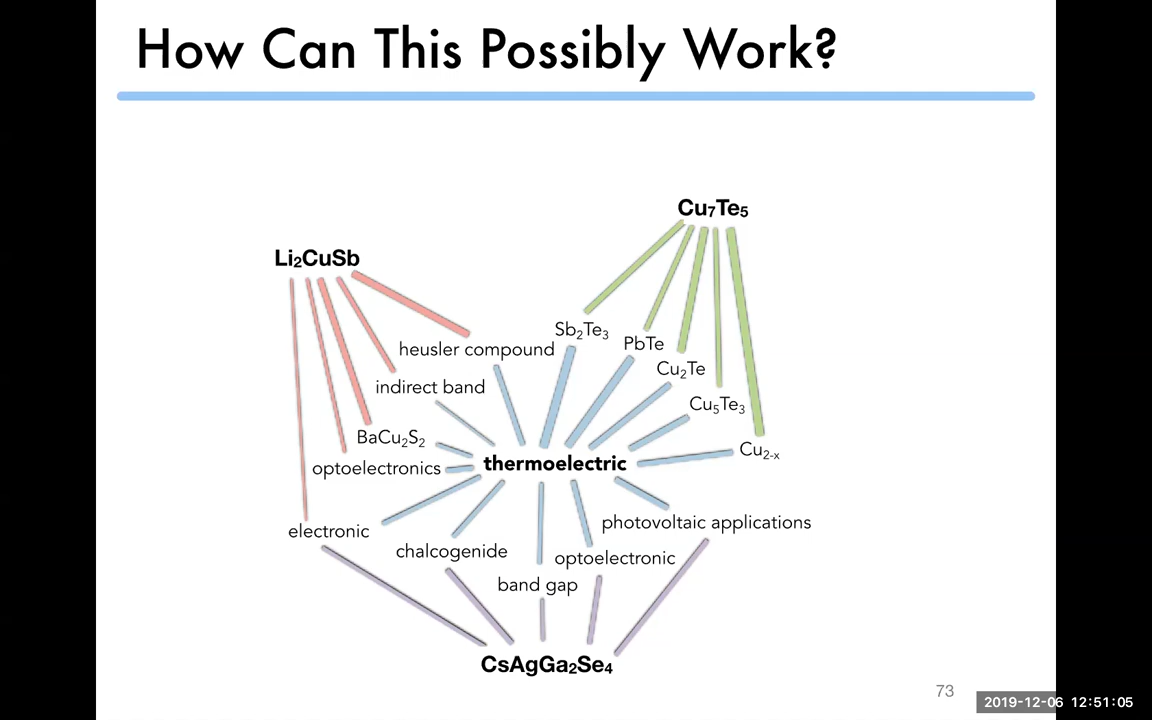 How Can This Possibly Work?
Cu₇Te₅
Li₂CuSb
Sb₂Te₃
PbTe
heusler compound
Cu₂Te
indirect band
Cu₅Te₃
BaCu₂S₂
Cu₂₋ₓ
optoelectronics
thermoelectric
electronic
photovoltaic applications
chalcogenide
optoelectronic
band gap
CsAgGa₂Se₄
73
2019-12-06 12:51:05